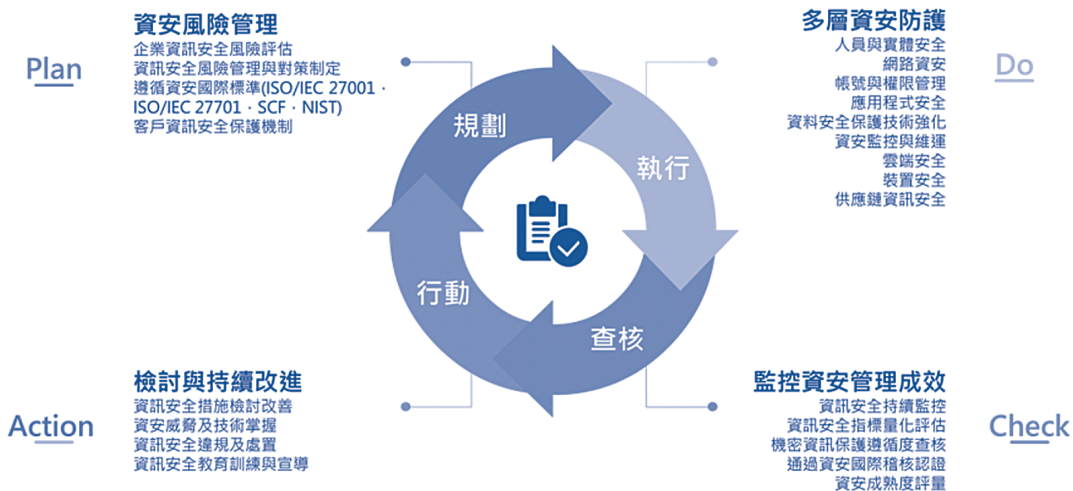 Plan
資安風險管理
企業資訊安全風險評估
資訊安全風險管理與對策制定
遵循資安國際標準(ISO/IEC 27001・
ISO/IEC 27701・SCF・NIST)
客戶資訊安全保護機制
多層資安防護
人員與實體安全
網路資安
帳號與權限管理
應用程式安全
資料安全保護技術強化
資安監控與維運
雲端安全
裝置安全
供應鏈資訊安全
Do
規劃
執行
行動
查核
Action
檢討與持續改進
資訊安全措施檢討改善
資安威脅及技術掌握
資訊安全違規及處置
資訊安全教育訓練與宣導
監控資安管理成效
資訊安全持續監控
資訊安全指標量化評估
機密資訊保護遵循度查核
通過資安國際稽核認證
資安成熟度評量
Check